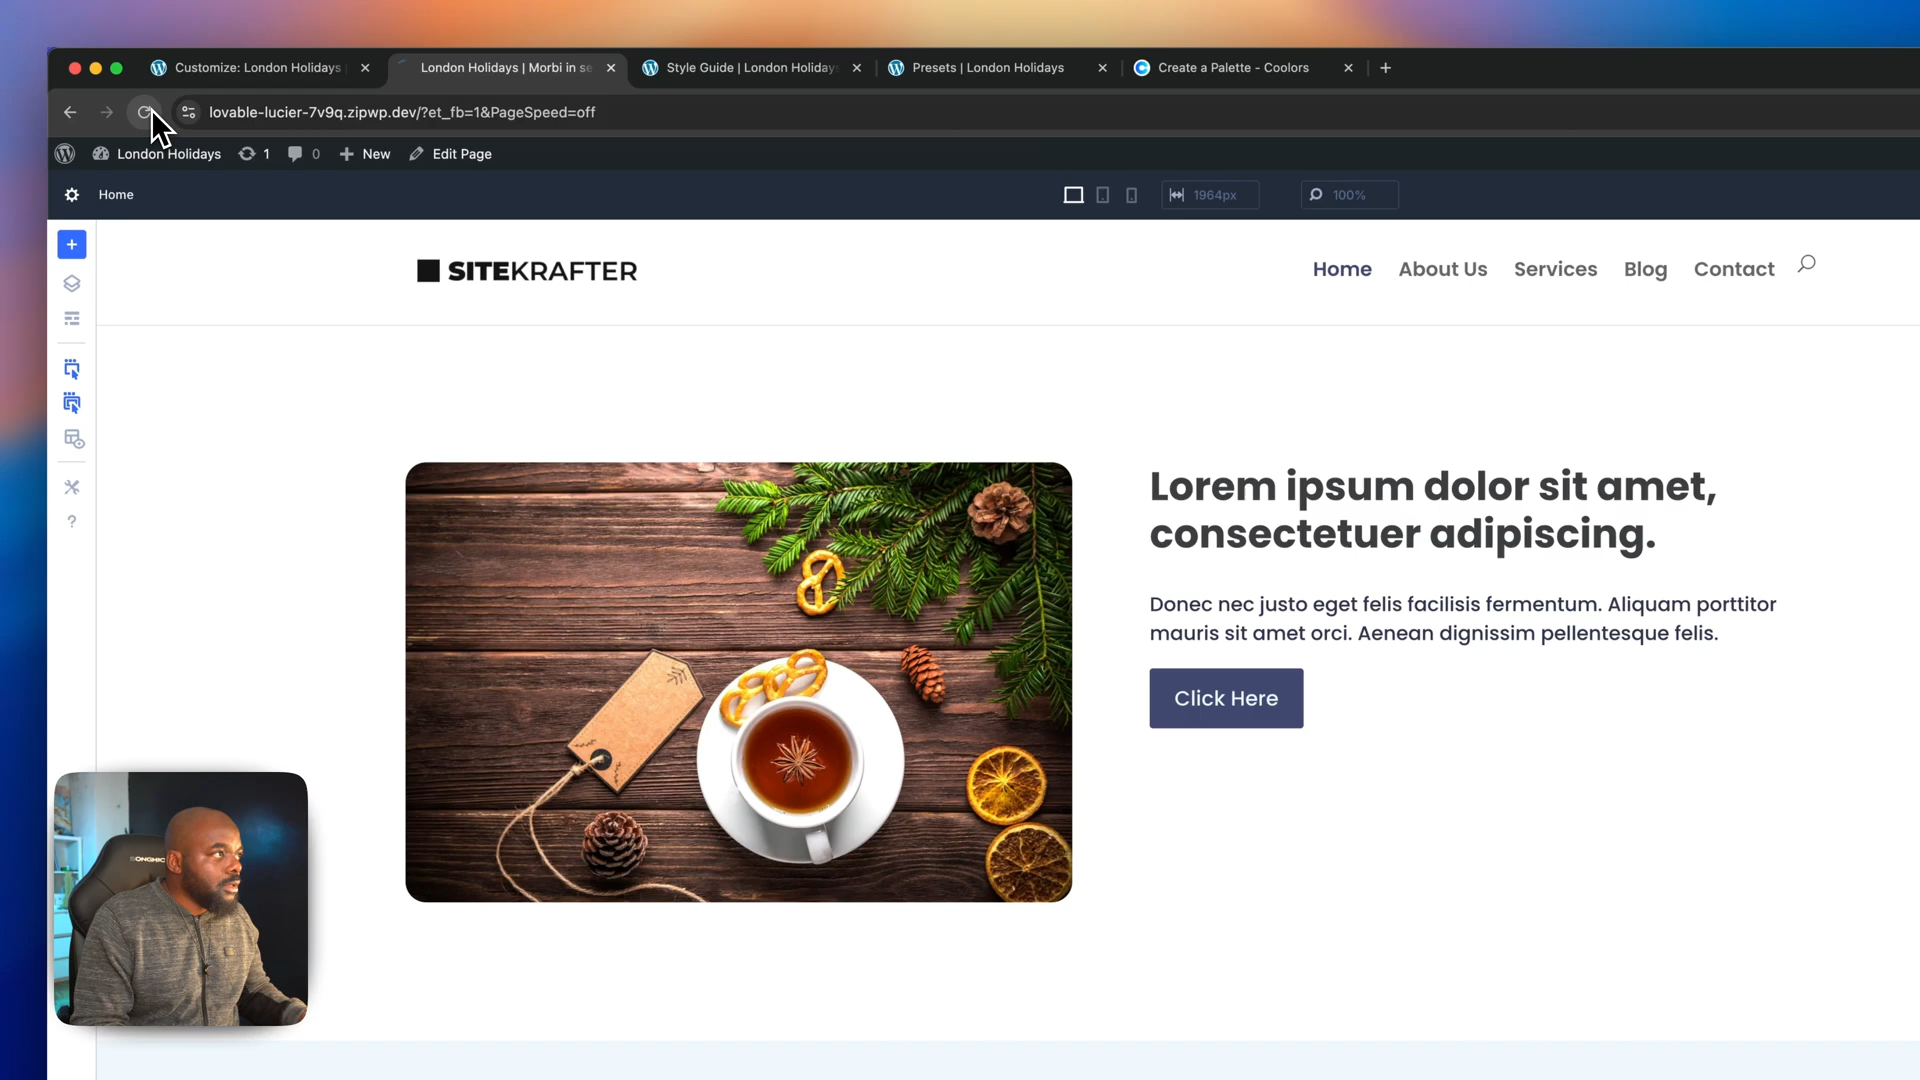 Customize: London Holidays
London Holidays | Morbi in se
Style Guide | London Holiday
Presets | London Holidays
Create a Palette - Coolors
lovable-lucier-7v9q.zipwp.dev/?et_fb=1&PageSpeed=off
London Holidays
1
0
New
Edit Page
Home
1964px
100%
SITEKRAFTER
Home
About Us
Services
Blog
Contact
Lorem ipsum dolor sit amet,
consectetuer adipiscing.
Donec nec justo eget felis facilisis fermentum. Aliquam porttitor
mauris sit amet orci. Aenean dignissim pellentesque felis.
Click Here